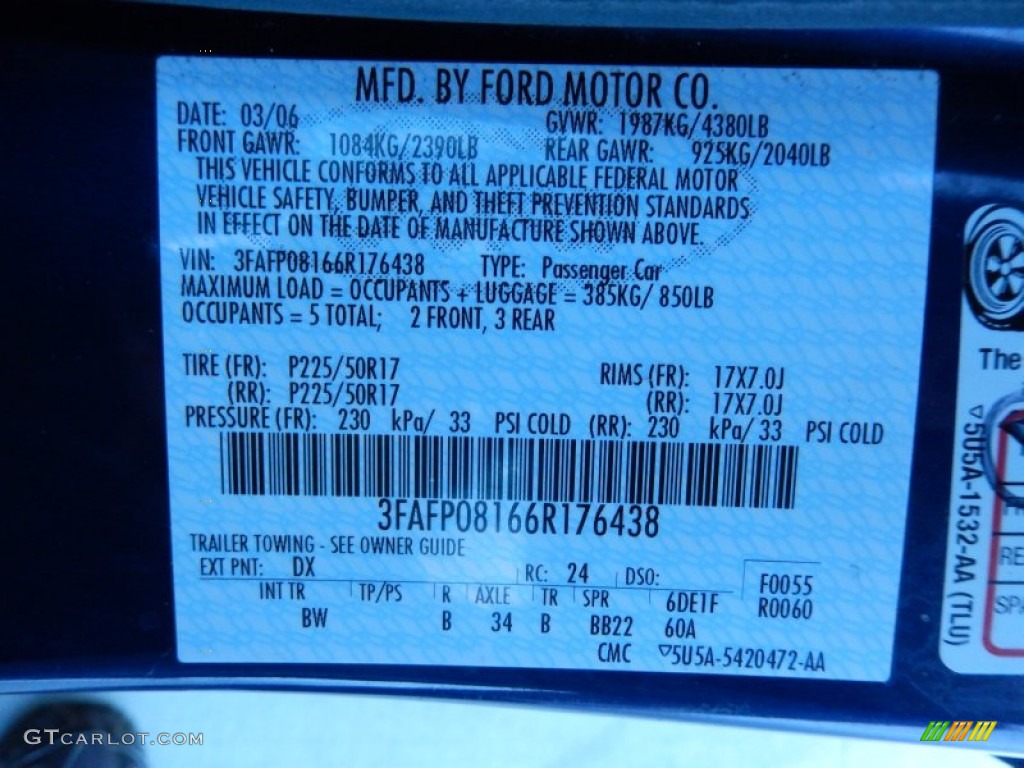 MFD. BY FORD MOTOR CO.
DATE: 03/06 GVWR: 1987KG/4380LB
FRONT GAWR: 1084KG/2390LB REAR GAWR: 925KG/2040LB
THIS VEHICLE CONFORMS TO ALL APPLICABLE FEDERAL MOTOR
VEHICLE SAFETY, BUMPER, AND THEFT PREVENTION STANDARDS
IN EFFECT ON THE DATE OF MANUFACTURE SHOWN ABOVE.
VIN: 3FAFP08166R176438 TYPE: Passenger Car
MAXIMUM LOAD = OCCUPANTS + LUGGAGE = 385KG/ 850LB
OCCUPANTS = 5 TOTAL; 2 FRONT, 3 REAR
TIRE (FR): P225/50R17 RIMS (FR): 17X7.0J
(RR): P225/50R17 (RR): 17X7.0J
PRESSURE (FR): 230 kPa/ 33 PSI COLD (RR): 230 kPa/ 33 PSI COLD
3FAFP08166R176438
TRAILER TOWING - SEE OWNER GUIDE
EXT PNT: DX RC: 24 DSO: F0055
INT TR TP/PS R AXLE TR SPR 6DE1F R0060
BW B 34 B BB22 60A
CMC ▽5U5A-5420472-AA
The
▽5U5A-1532-AA (TLU)
RE
SP
GTCARLOT.COM